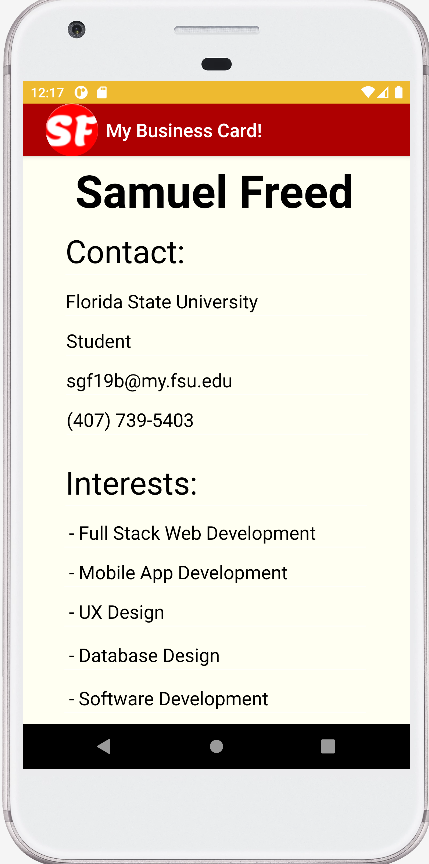 12:17
SF My Business Card!
Samuel Freed
Contact:
Florida State University
Student
sgf19b@my.fsu.edu
(407) 739-5403
Interests:
- Full Stack Web Development
- Mobile App Development
- UX Design
- Database Design
- Software Development